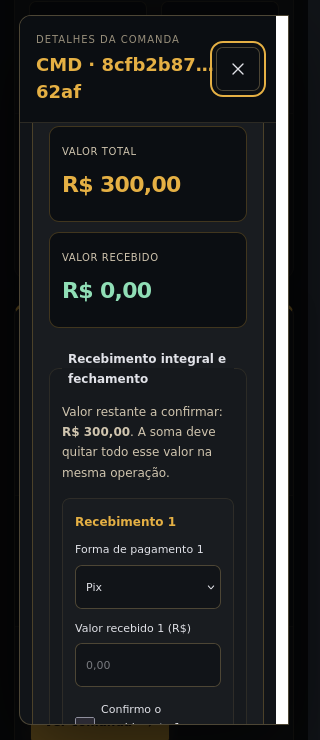 DETALHES DA COMANDA
CMD · 8cfb2b87…
62af
VALOR TOTAL
R$ 300,00
VALOR RECEBIDO
R$ 0,00
Recebimento integral e
fechamento
Valor restante a confirmar:
R$ 300,00. A soma deve
quitar todo esse valor na
mesma operação.
Recebimento 1
Forma de pagamento 1
Pix
Valor recebido 1 (R$)
0,00
Confirmo o